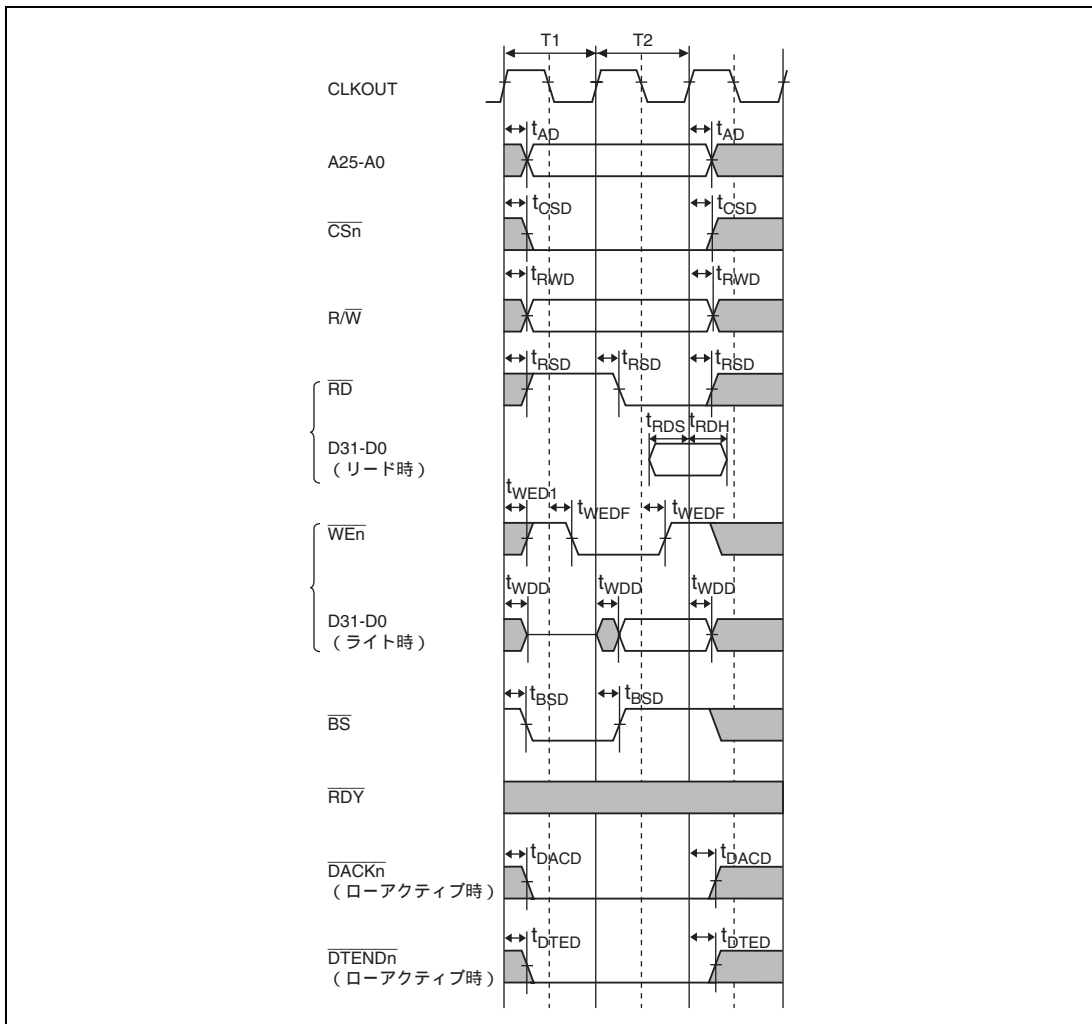 T1 T2
CLKOUT
tAD tAD
A25-A0
tCSD tCSD
CSn
tRWD tRWD
R/W
tRSD tRSD tRSD
RD
tRDS tRDH
D31-D0
(リード時)
tWED1
tWEDF tWEDF
WEn
tWDD tWDD tWDD
D31-D0
(ライト時)
tBSD tBSD
BS
RDY
tDACD tDACD
DACKn
(ローアクティブ時)
tDTED tDTED
DTENDn
(ローアクティブ時)